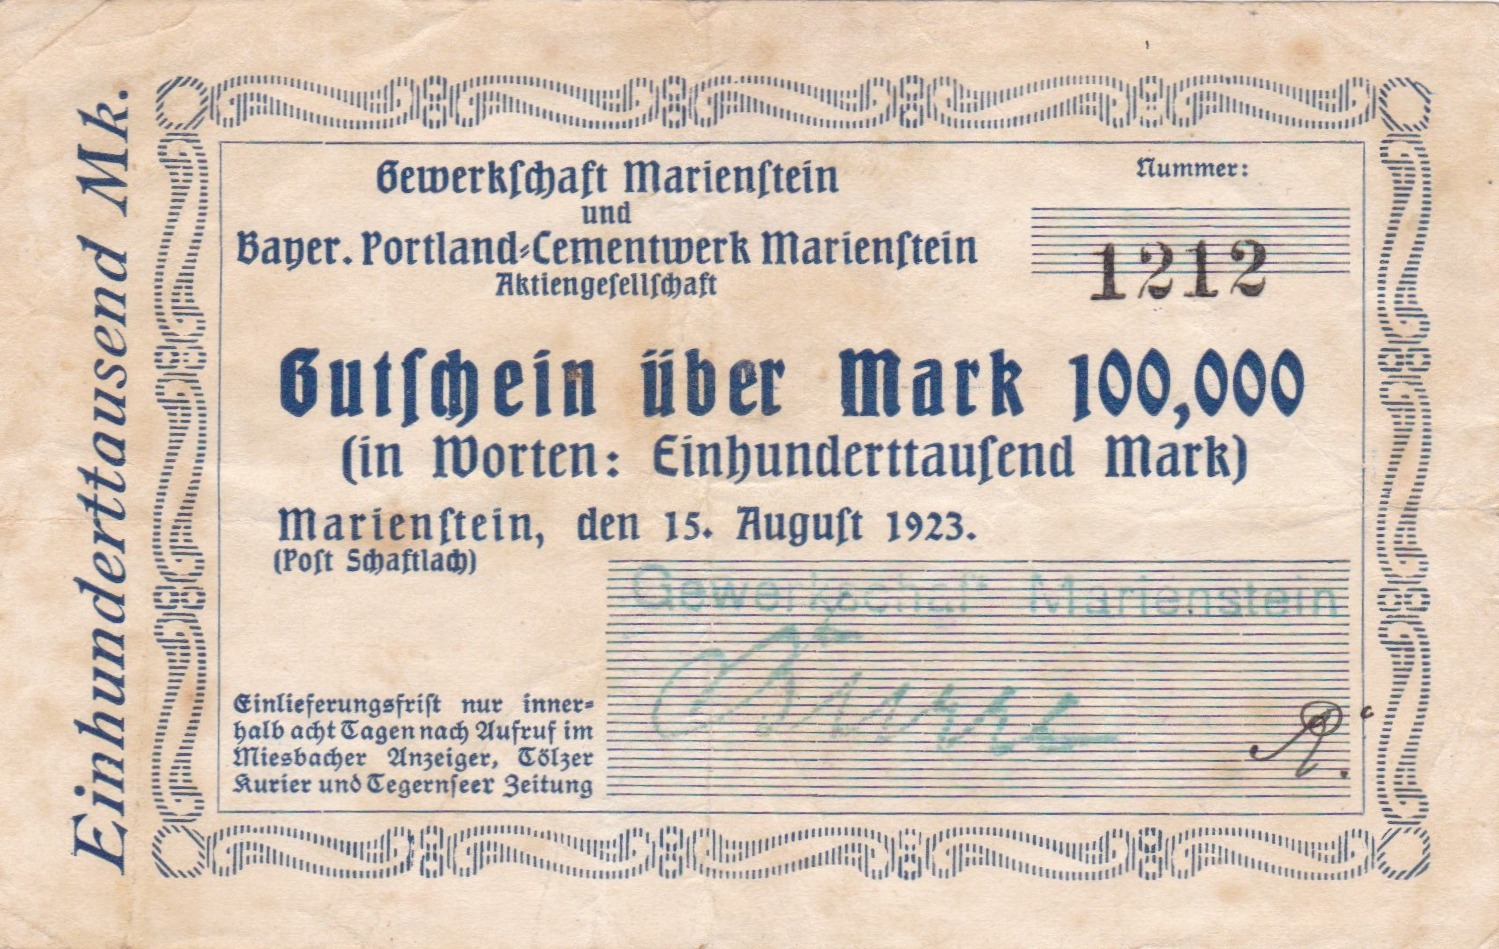 Einhunderttausend Mk.
Gewerkſchaft Marienſtein
und
Bayer. Portland-Cementwerk Marienſtein
Aktiengeſellſchaft
Nummer:
1212
Gutſchein über Mark 100,000
(in Worten: Einhunderttauſend Mark)
Marienſtein, den 15. Auguſt 1923.
(Poſt Schaftlach)
Gewerkschaft Marienstein
Einlieferungsfriſt nur inner-
halb acht Tagen nach Aufruf im
Miesbacher Anzeiger, Tölzer
Kurier und Tegernſeer Zeitung